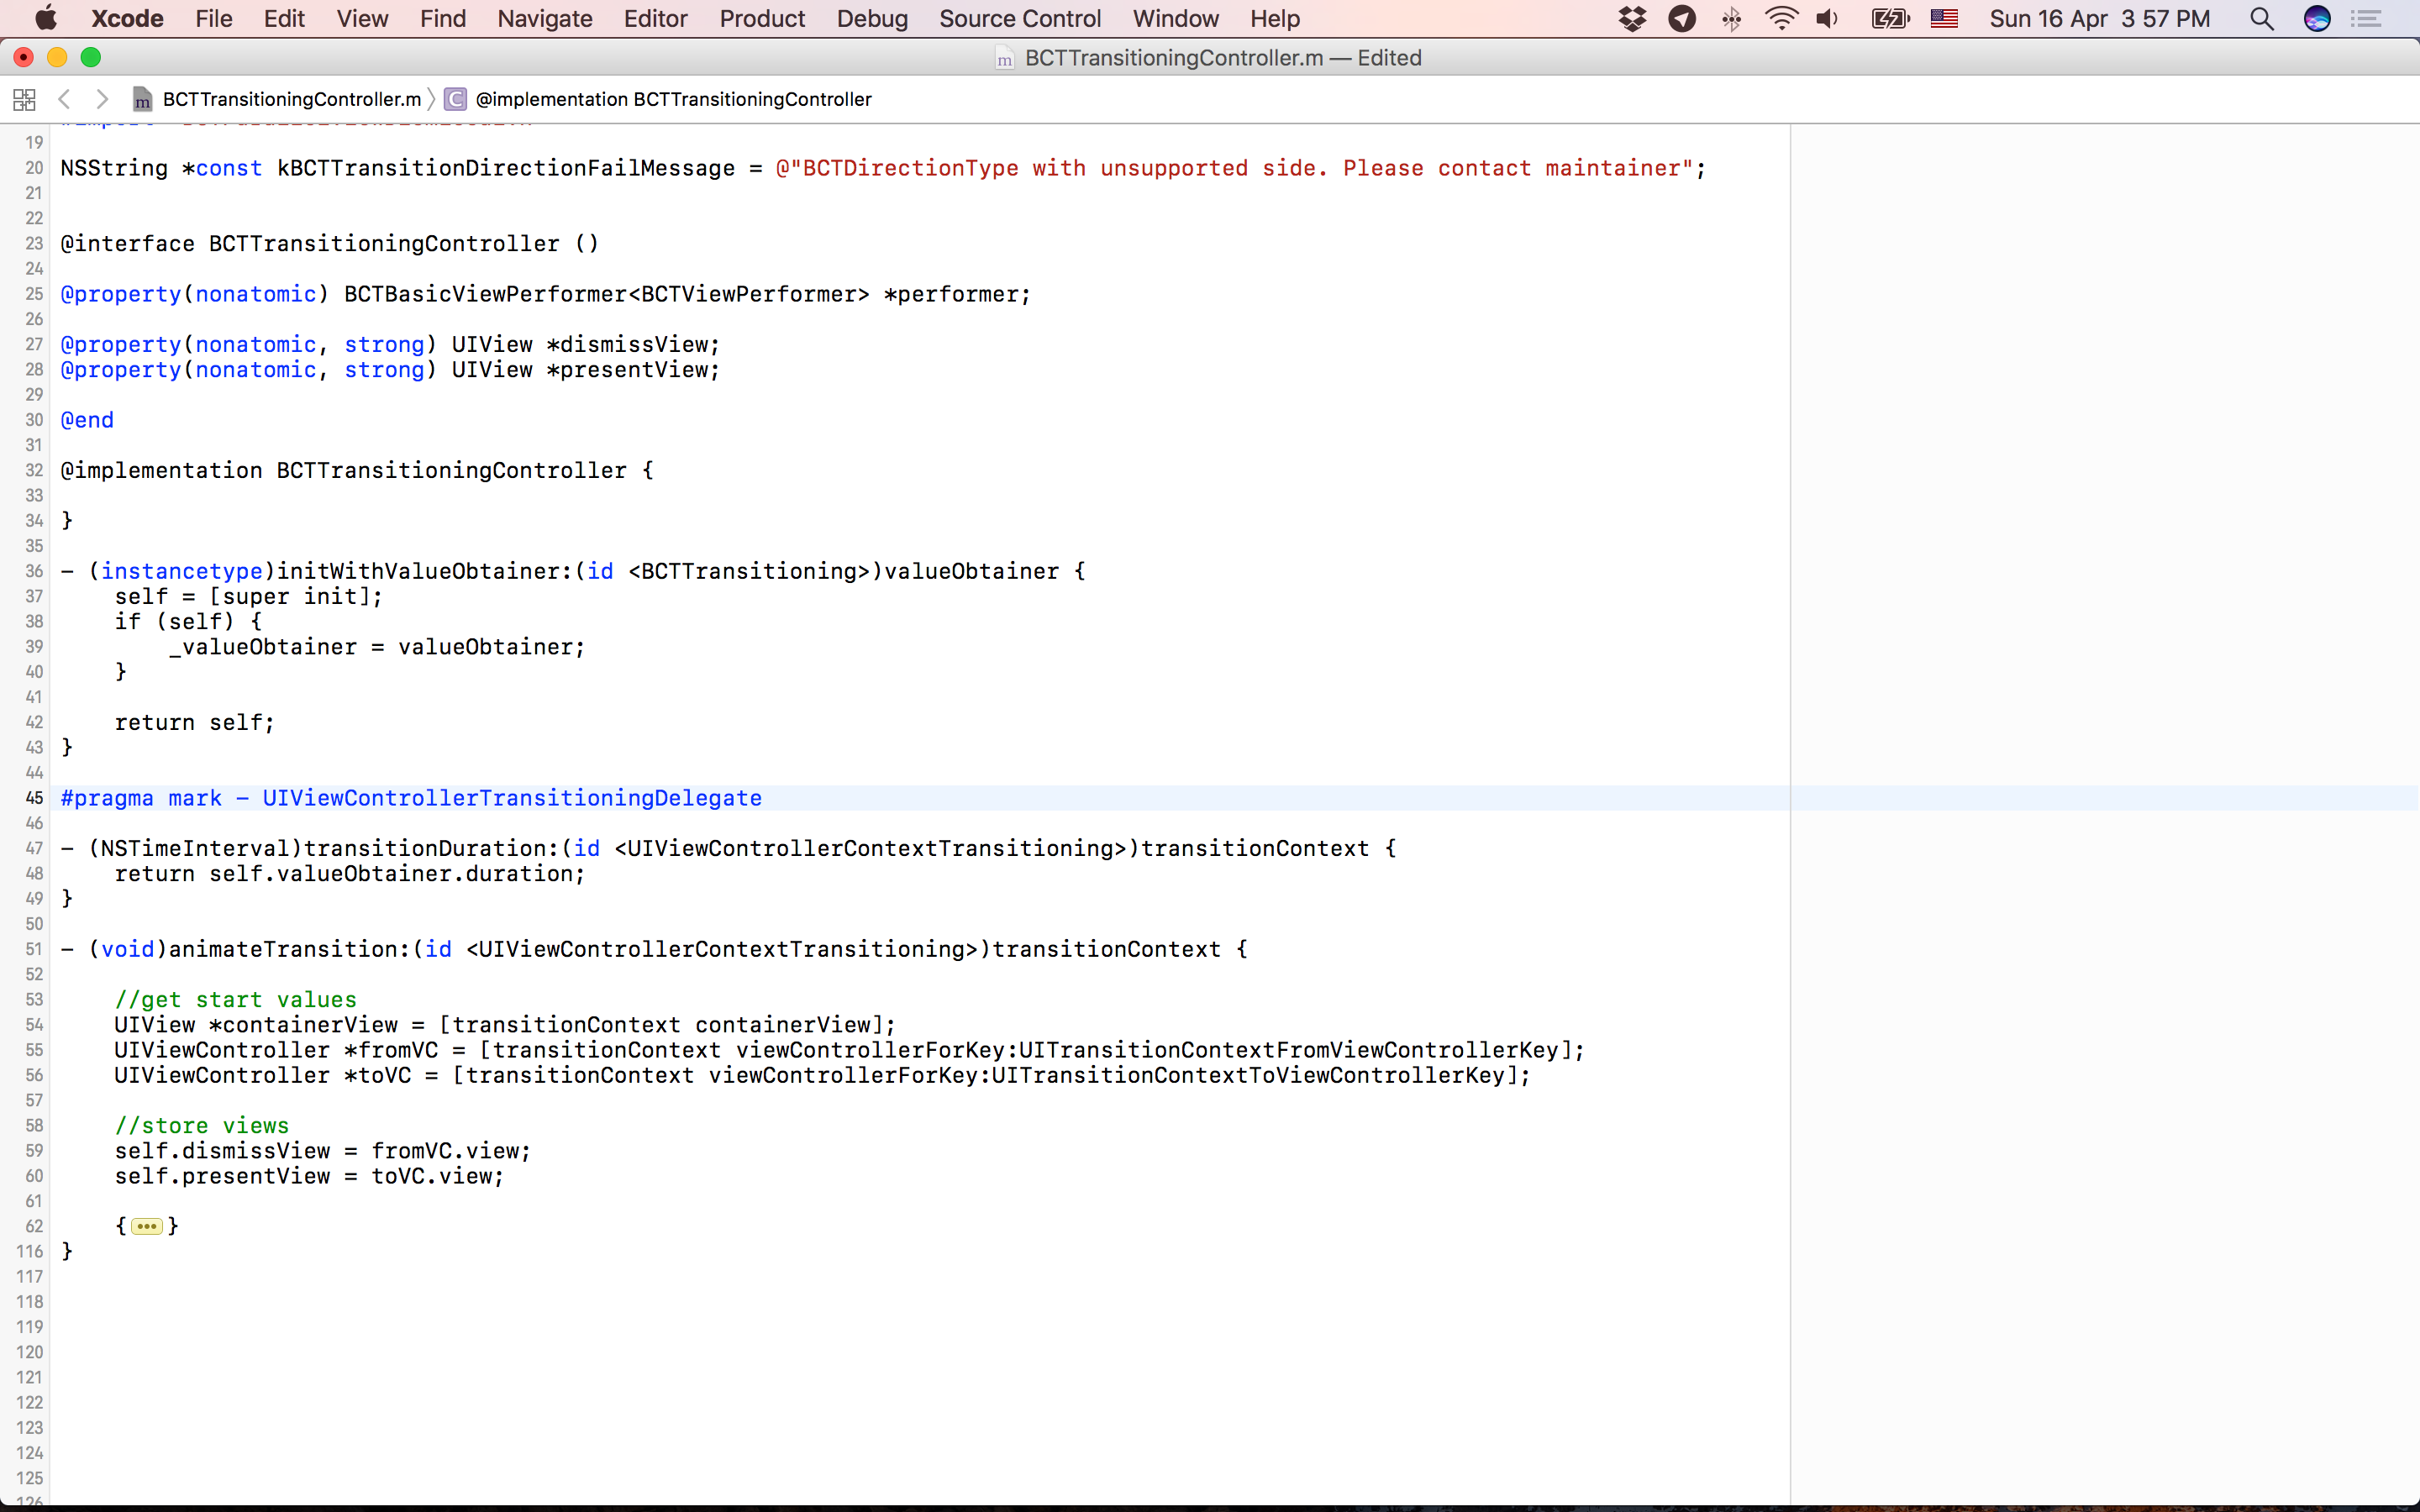 Xcode File Edit View Find Navigate Editor Product Debug Source Control Window Help Sun 16 Apr 3 57 PM
m BCTTransitioningController.m — Edited
m BCTTransitioningController.m C @implementation BCTTransitioningController
19
20 NSString *const kBCTTransitionDirectionFailMessage = @"BCTDirectionType with unsupported side. Please contact maintainer";
21
22
23 @interface BCTTransitioningController ()
24
25 @property(nonatomic) BCTBasicViewPerformer<BCTViewPerformer> *performer;
26
27 @property(nonatomic, strong) UIView *dismissView;
28 @property(nonatomic, strong) UIView *presentView;
29
30 @end
31
32 @implementation BCTTransitioningController {
33
34 }
35
36 - (instancetype)initWithValueObtainer:(id <BCTTransitioning>)valueObtainer {
37 self = [super init];
38 if (self) {
39 _valueObtainer = valueObtainer;
40 }
41
42 return self;
43 }
44
45 #pragma mark - UIViewControllerTransitioningDelegate
46
47 - (NSTimeInterval)transitionDuration:(id <UIViewControllerContextTransitioning>)transitionContext {
48 return self.valueObtainer.duration;
49 }
50
51 - (void)animateTransition:(id <UIViewControllerContextTransitioning>)transitionContext {
52
53 //get start values
54 UIView *containerView = [transitionContext containerView];
55 UIViewController *fromVC = [transitionContext viewControllerForKey:UITransitionContextFromViewControllerKey];
56 UIViewController *toVC = [transitionContext viewControllerForKey:UITransitionContextToViewControllerKey];
57
58 //store views
59 self.dismissView = fromVC.view;
60 self.presentView = toVC.view;
61
62 {•••}
116 }
117
118
119
120
121
122
123
124
125
126